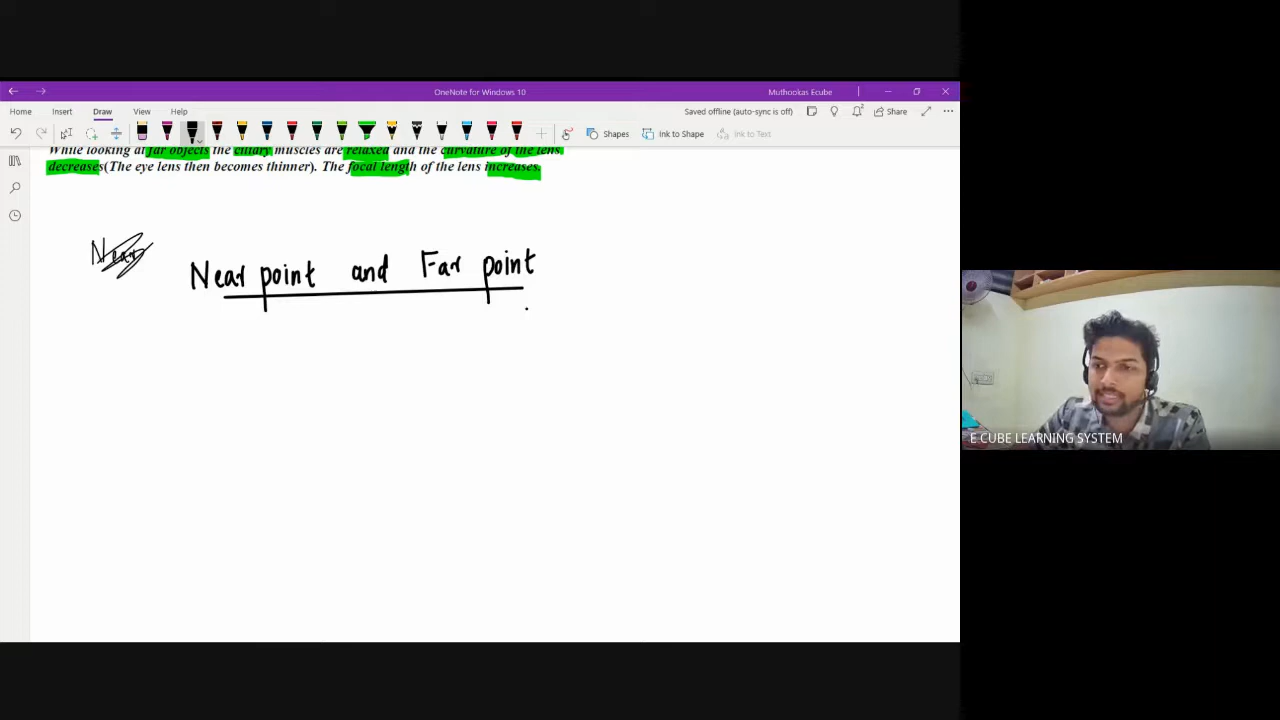 OneNote for Windows 10
Muthookas Ecube
Home Insert Draw View Help
Saved offline (auto-sync is off)
Share
Shapes
Ink to Shape
Ink to Text
While looking at far objects the ciliary muscles are relaxed and the curvature of the lens
decreases(The eye lens then becomes thinner). The focal length of the lens increases.
Near
Near point and Far point
E CUBE LEARNING SYSTEM